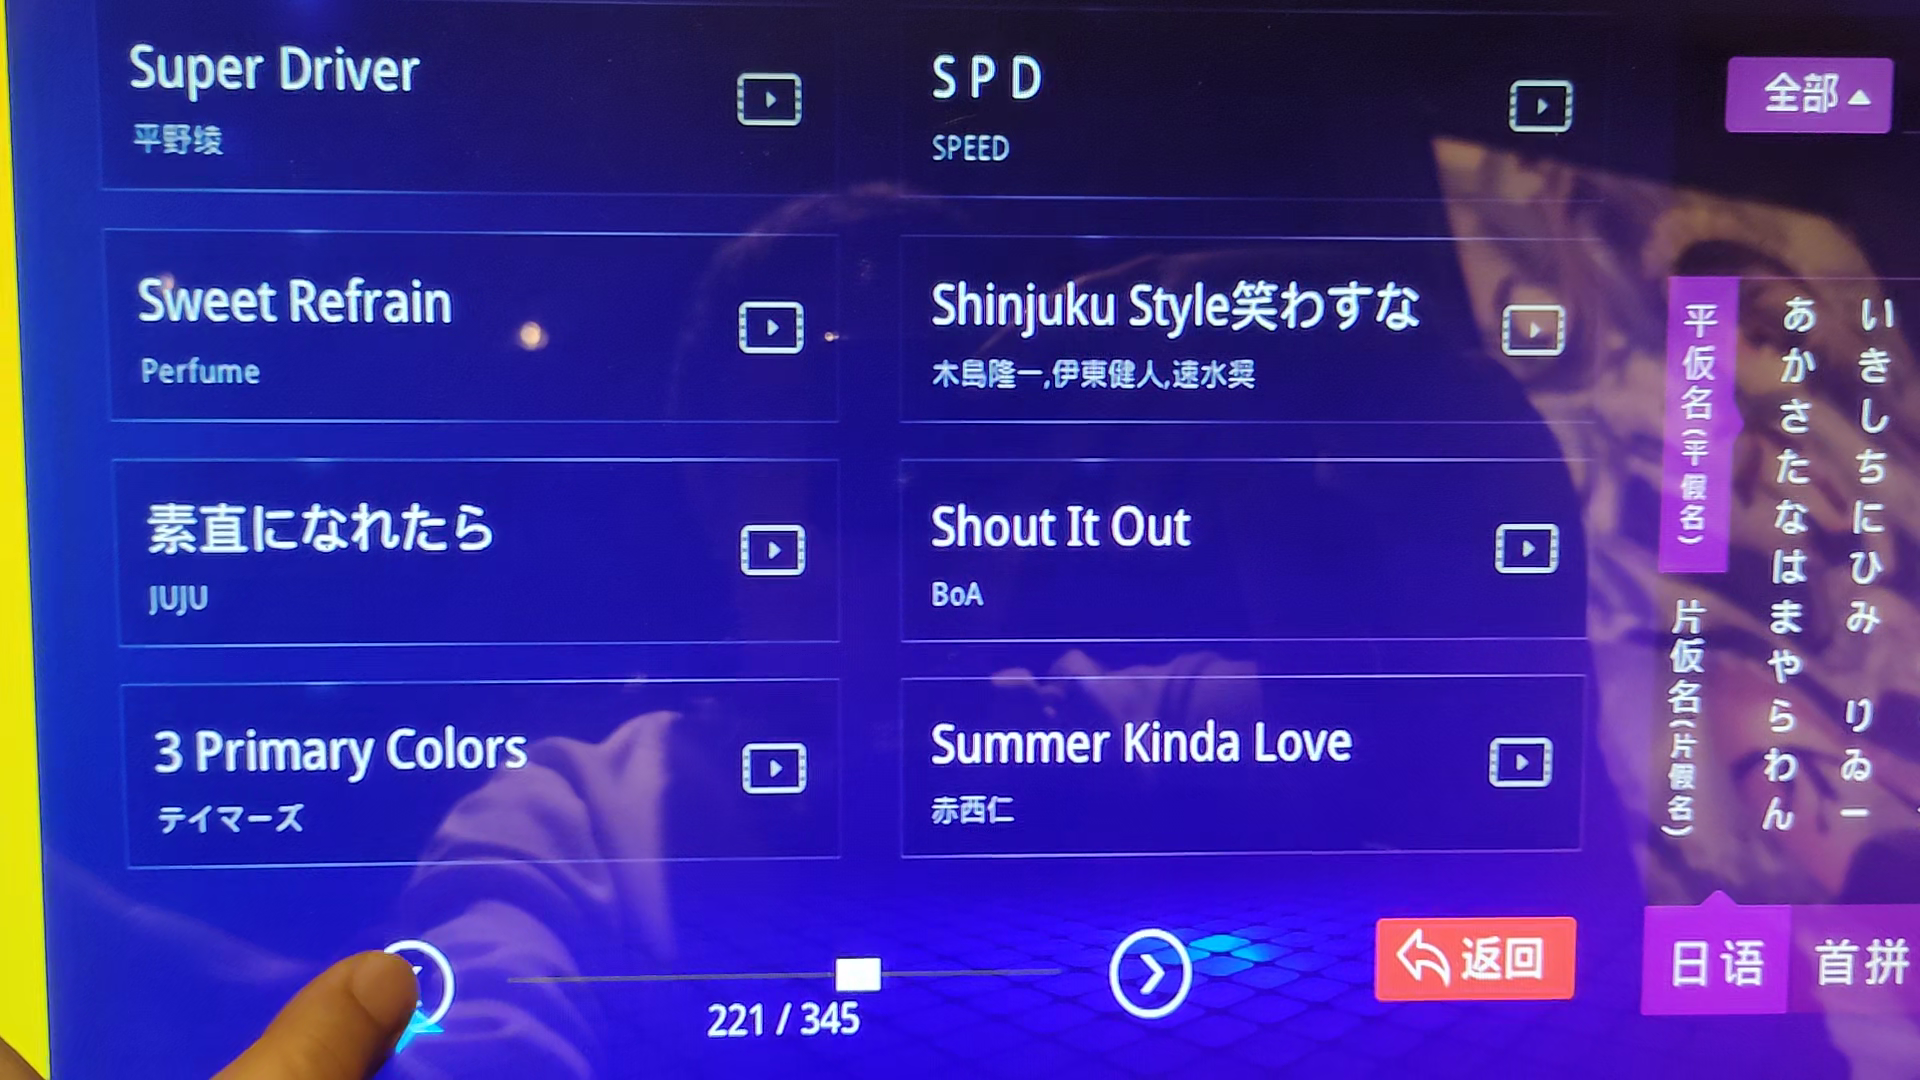 Super Driver
平野绫
S P D
SPEED
Sweet Refrain
Perfume
Shinjuku Style笑わすな
木島隆一,伊東健人,速水奨
素直になれたら
JUJU
Shout It Out
BoA
3 Primary Colors
テイマーズ
Summer Kinda Love
赤西仁
221 / 345
返回
全部
平仮名(平假名)
片仮名(片假名)
あかさたなはまやらわん
いきしちにひみ りゐー
日语
首拼